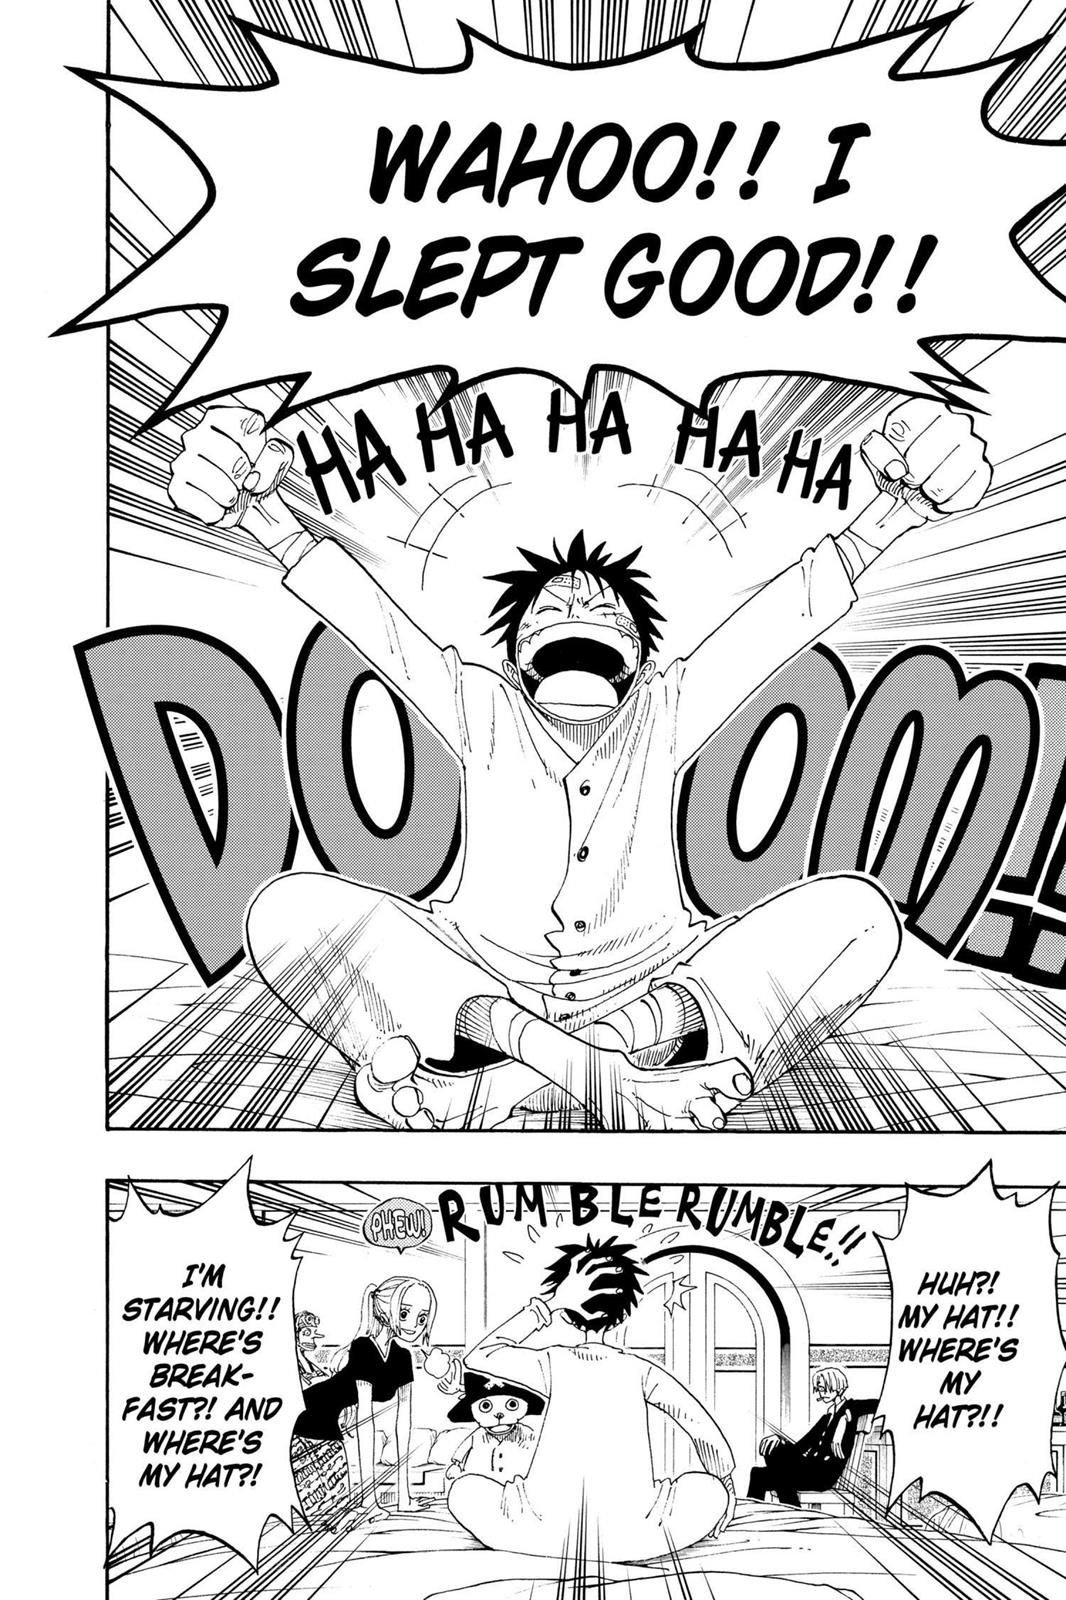 WAHOO!! I
SLEPT GOOD!!
HA HA HA HA HA
DOOOM!!
PHEW!
RUMBLE RUMBLE!!
HUH?!
MY HAT!!
WHERE'S
MY
HAT?!!
I'M
STARVING!!
WHERE'S
BREAK-
FAST?! AND
WHERE'S
MY HAT?!